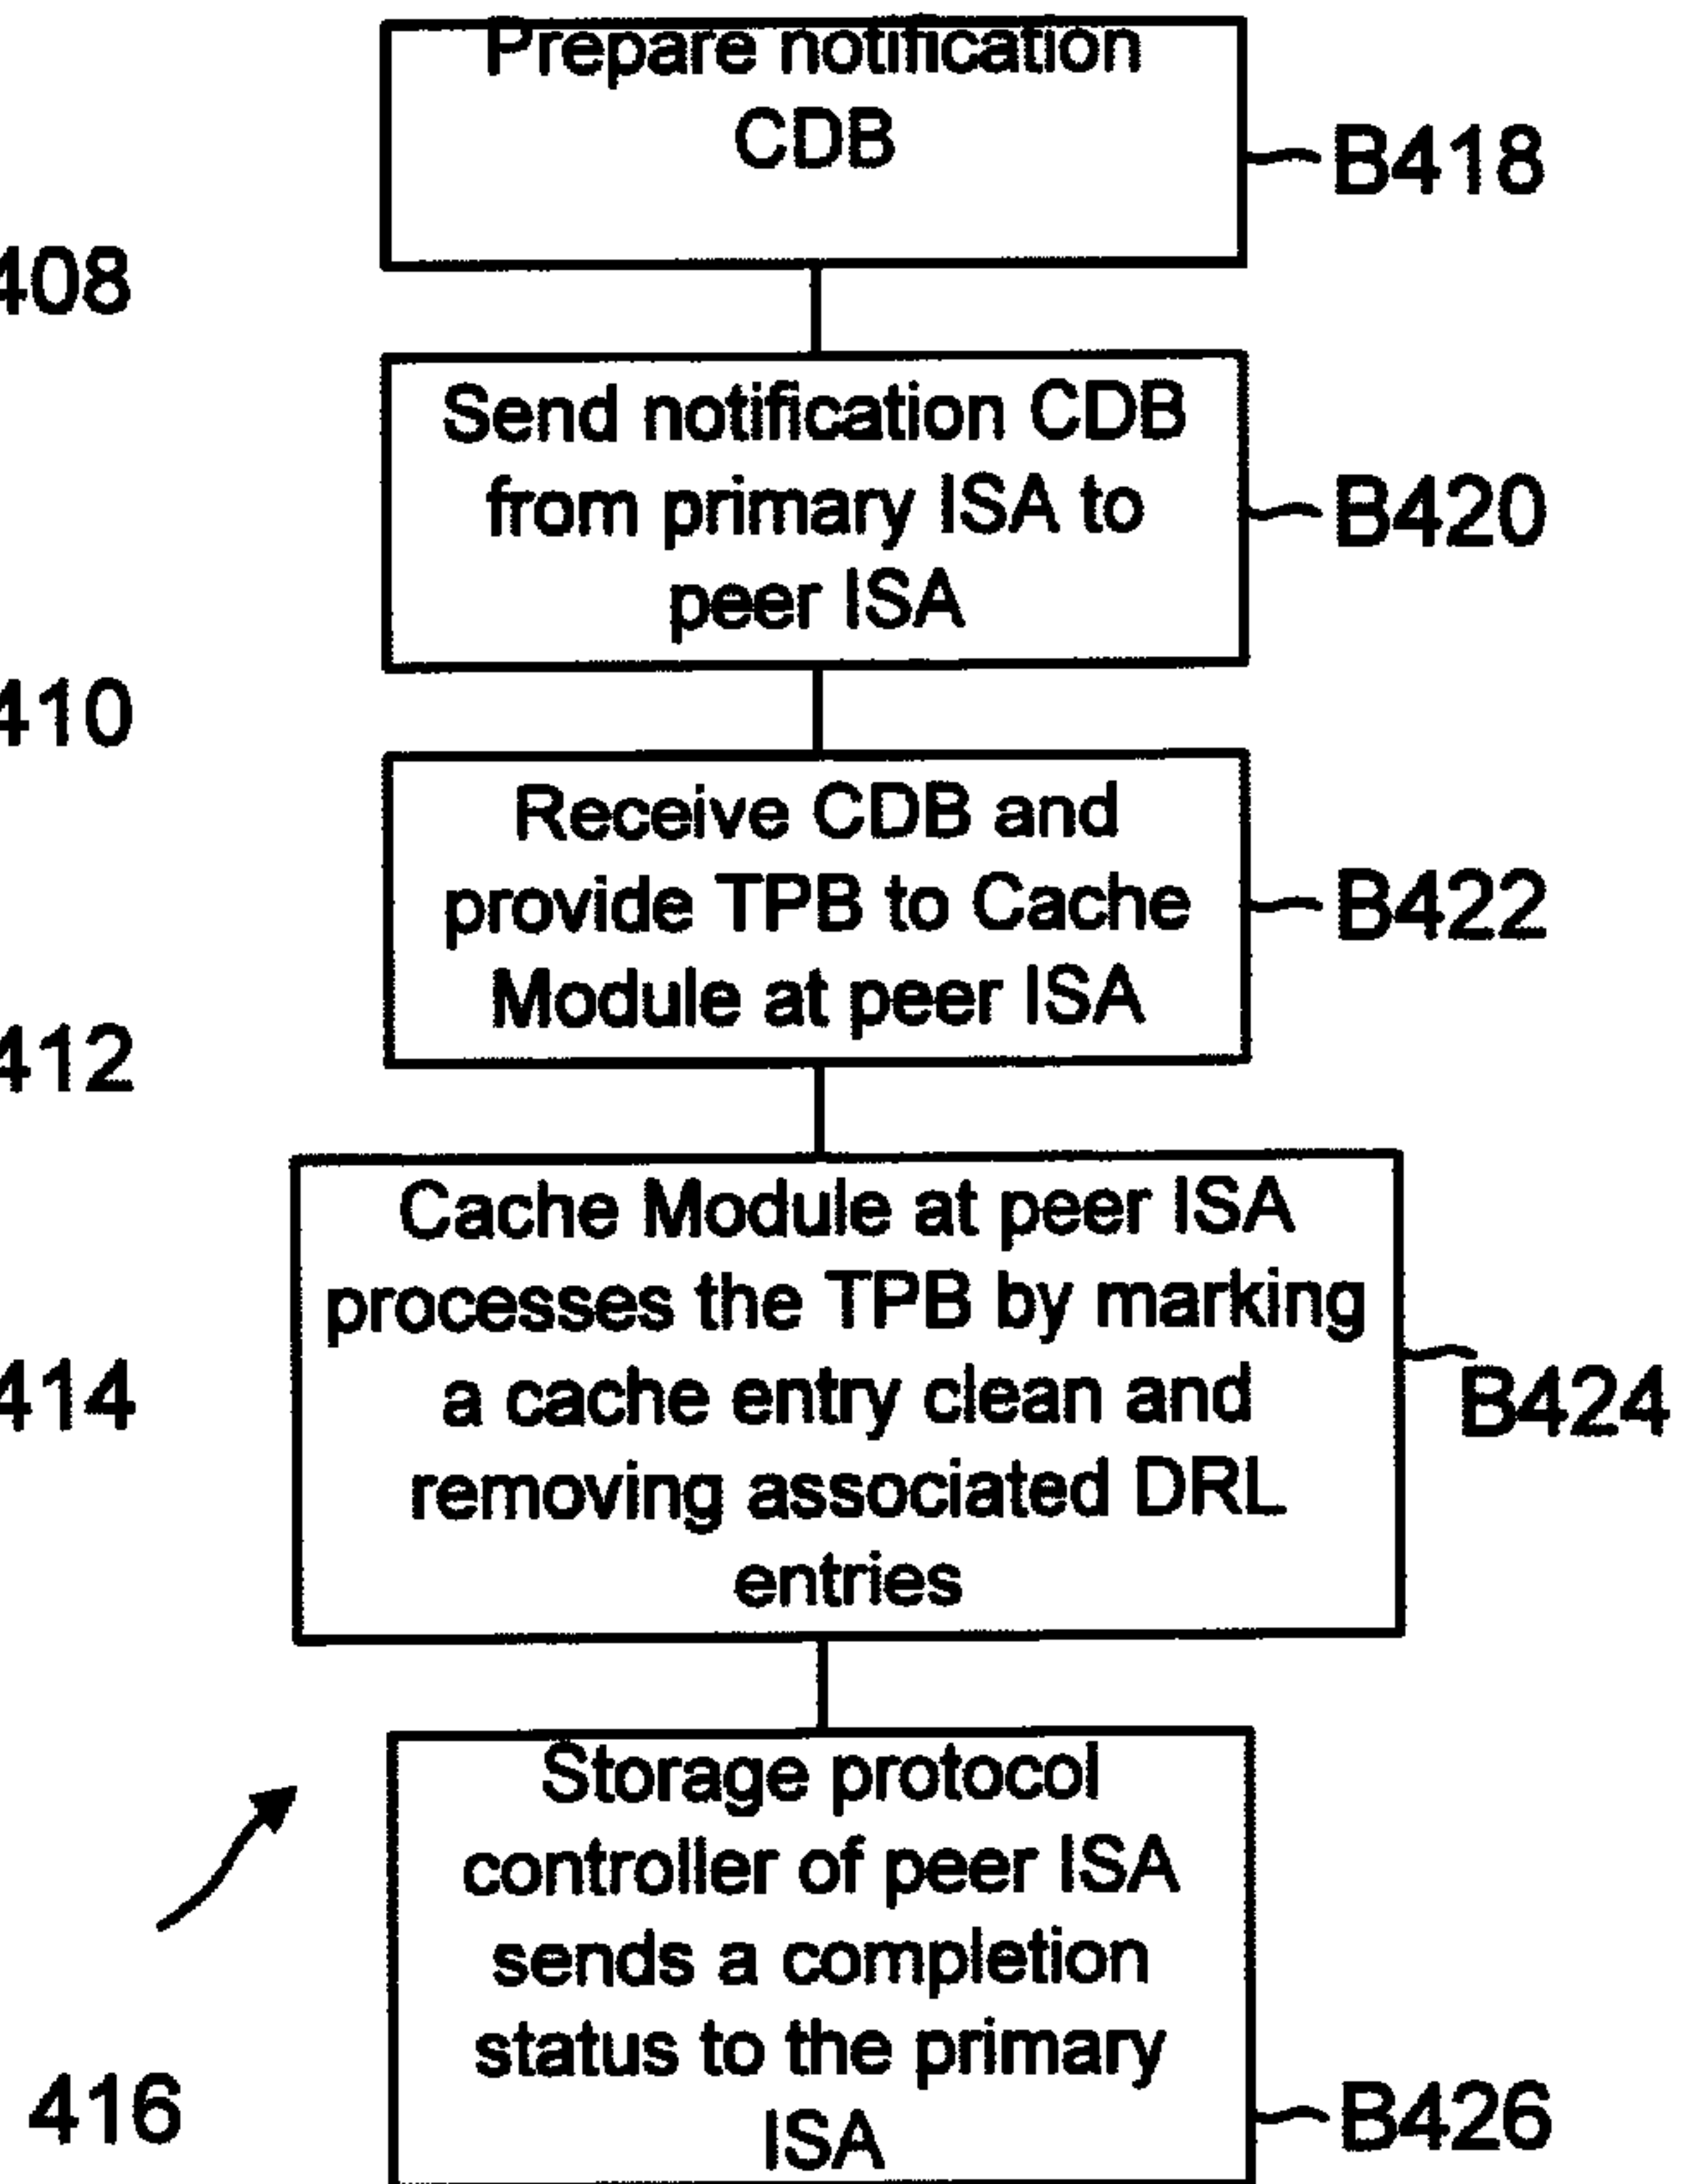 Prepare notification
CDB
B418
408
Send notification CDB
from primary ISA to
peer ISA
B420
410
Receive CDB and
provide TPB to Cache
Module at peer ISA
B422
412
Cache Module at peer ISA
processes the TPB by marking
a cache entry clean and
removing associated DRL
entries
B424
414
Storage protocol
controller of peer ISA
sends a completion
status to the primary
ISA
B426
416